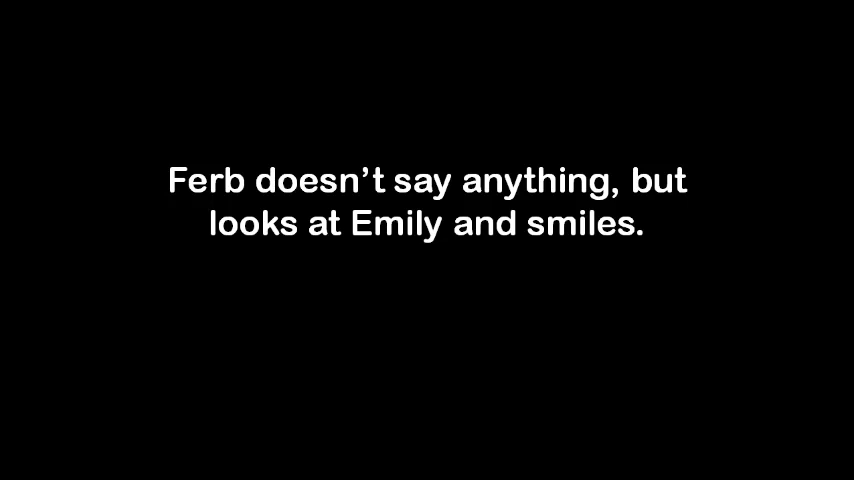 Ferb doesn’t say anything, but
looks at Emily and smiles.